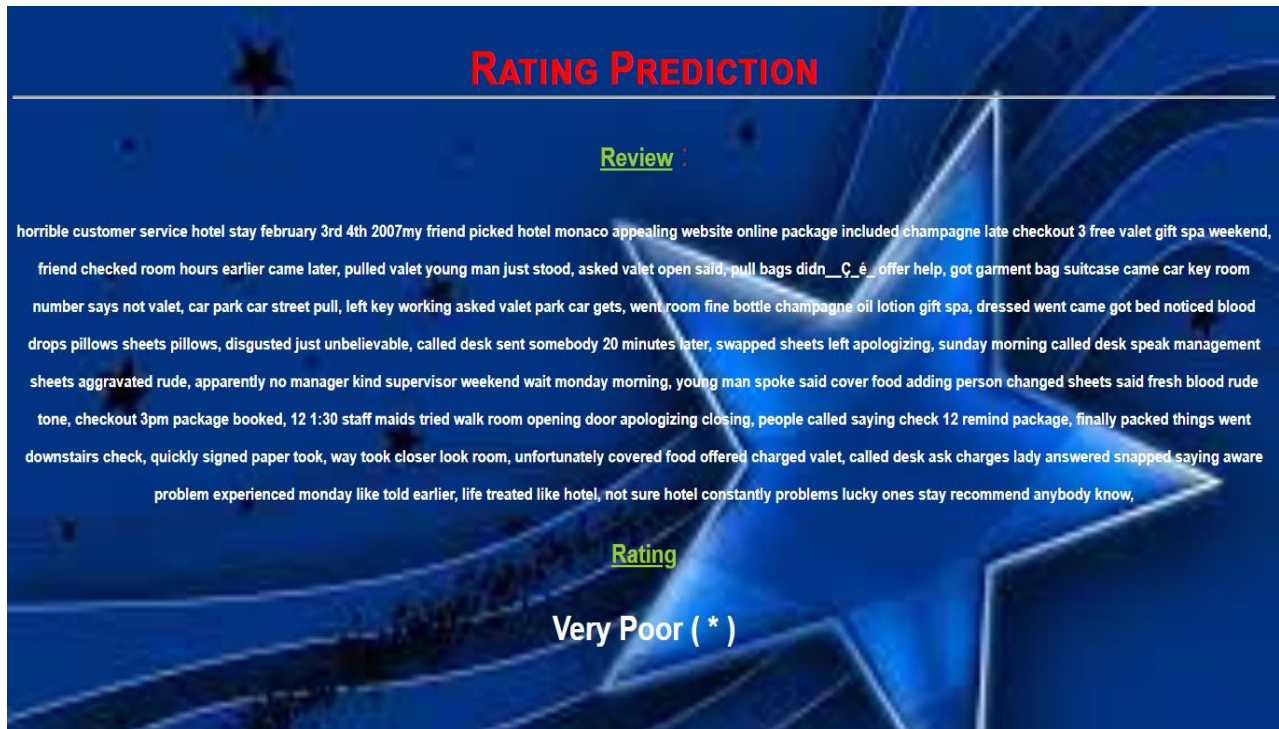 RATING PREDICTION
Review :
horrible customer service hotel stay february 3rd 4th 2007my friend picked hotel monaco appealing website online package included champagne late checkout 3 free valet gift spa weekend,
friend checked room hours earlier came later, pulled valet young man just stood, asked valet open said, pull bags didn__Ç_é_ offer help, got garment bag suitcase came car key room
number says not valet, car park car street pull, left key working asked valet park car gets, went room fine bottle champagne oil lotion gift spa, dressed went came got bed noticed blood
drops pillows sheets pillows, disgusted just unbelievable, called desk sent somebody 20 minutes later, swapped sheets left apologizing, sunday morning called desk speak management
sheets aggravated rude, apparently no manager kind supervisor weekend wait monday morning, young man spoke said cover food adding person changed sheets said fresh blood rude
tone, checkout 3pm package booked, 12 1:30 staff maids tried walk room opening door apologizing closing, people called saying check 12 remind package, finally packed things went
downstairs check, quickly signed paper took, way took closer look room, unfortunately covered food offered charged valet, called desk ask charges lady answered snapped saying aware
problem experienced monday like told earlier, life treated like hotel, not sure hotel constantly problems lucky ones stay recommend anybody know,
Rating
Very Poor ( * )